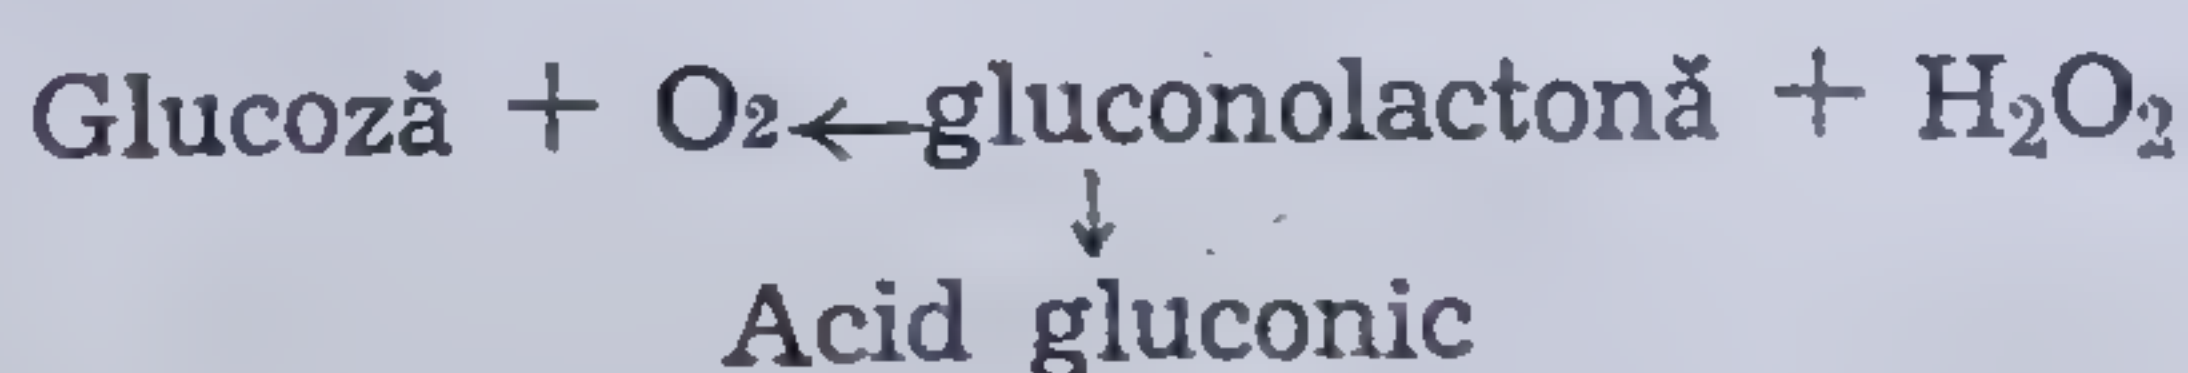 Glucoză + O₂ ← gluconolactonă + H₂O₂
↓
Acid gluconic